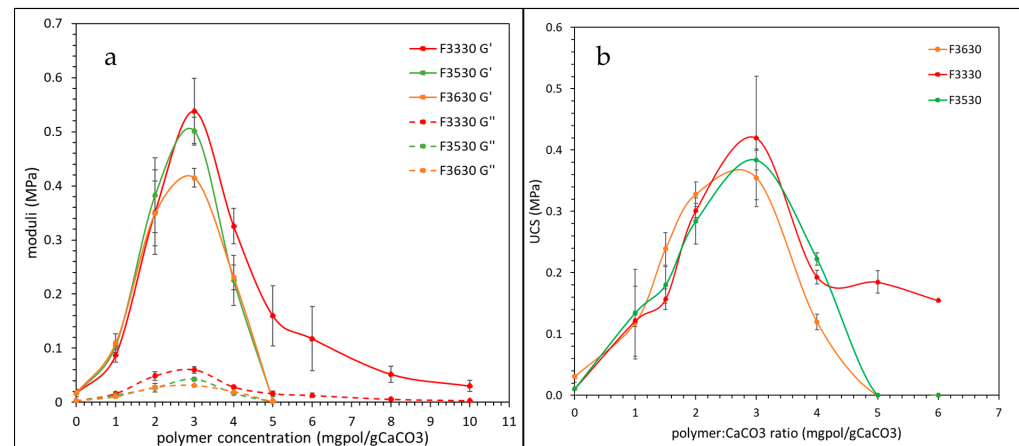 a
moduli (MPa)
0.7
0.6
0.5
0.4
0.3
0.2
0.1
0
0 1 2 3 4 5 6 7 8 9 10 11
polymer concentration (mgpol/gCaCO3)
F3330 G'
F3530 G'
F3630 G'
F3330 G''
F3530 G''
F3630 G''
b
UCS (MPa)
0.6
0.5
0.4
0.3
0.2
0.1
0.0
0 1 2 3 4 5 6 7
polymer:CaCO3 ratio (mgpol/gCaCO3)
F3630
F3330
F3530